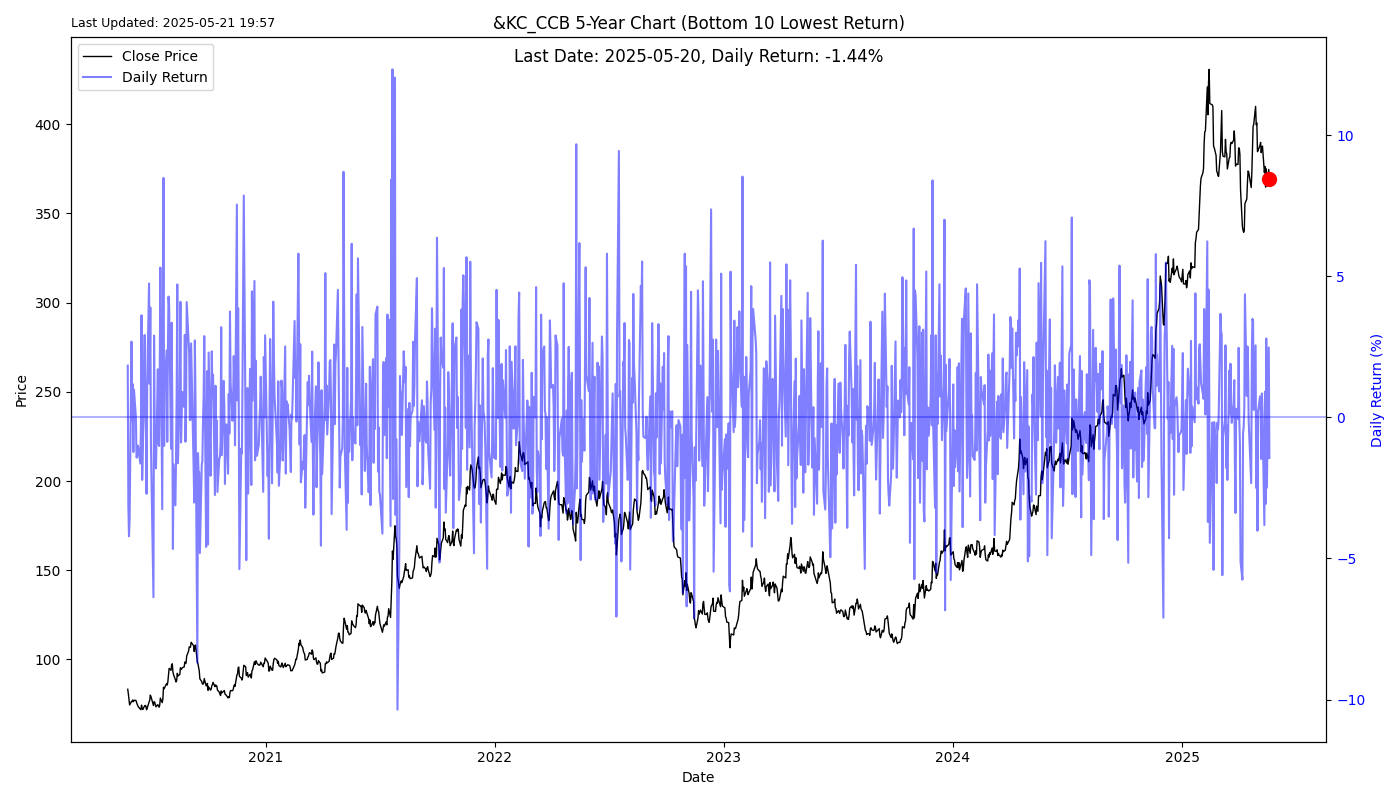 Last Updated: 2025-05-21 19:57
&KC_CCB 5-Year Chart (Bottom 10 Lowest Return)
Last Date: 2025-05-20, Daily Return: -1.44%
Close Price
Daily Return
400
350
300
250
200
150
100
Price
10
5
0
−5
−10
Daily Return (%)
2021
2022
2023
2024
2025
Date